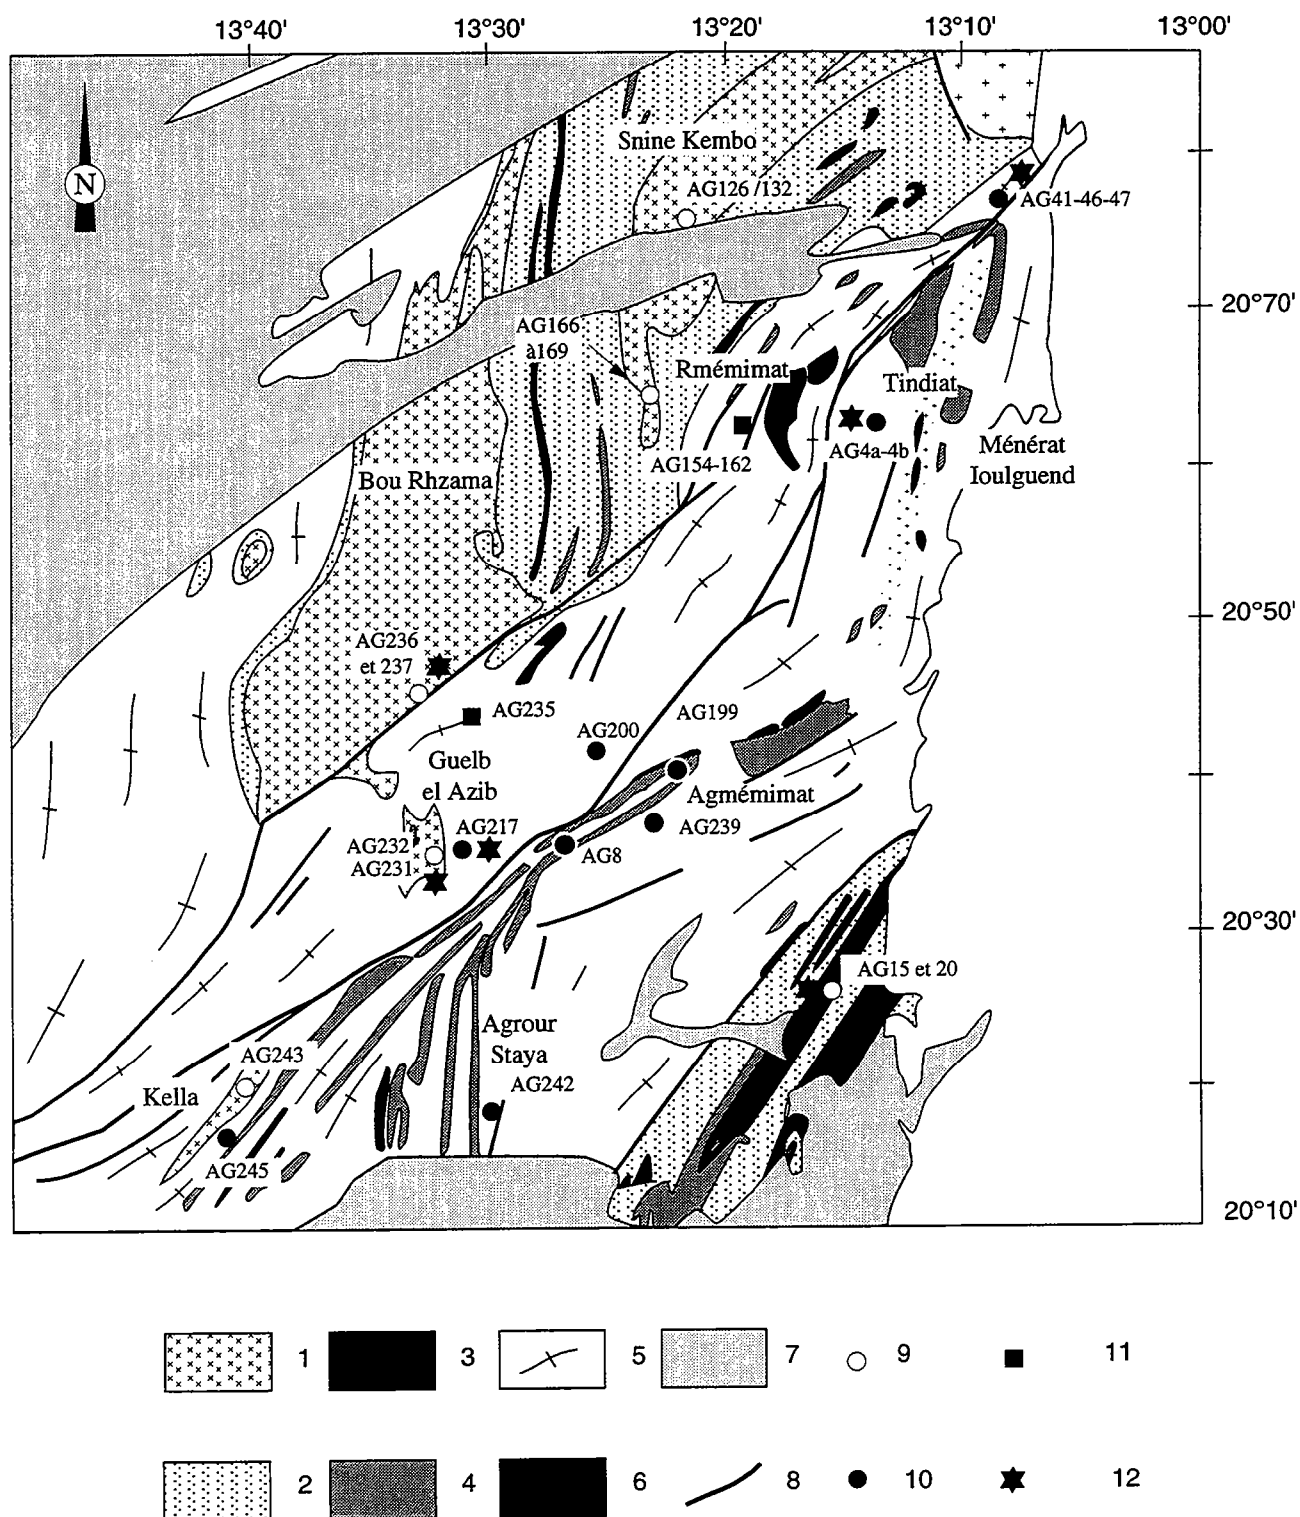 13°40'
13°30'
13°20'
13°10'
13°00'
N
Snine Kembo
AG126 /132
AG41-46-47
20°70'
AG166
à169
Rmémimat
Tindiat
AG4a-4b
Ménérat
Ioulguend
AG154-162
Bou Rhzama
20°50'
AG236
et 237
AG235
AG199
AG200
Guelb
el Azib
Agmémimat
AG217
AG239
AG232
AG231
AG8
20°30'
AG15 et 20
Agrour
Staya
AG243
AG242
Kella
AG245
20°10'
1
3
5
7
9
11
2
4
6
8
10
12